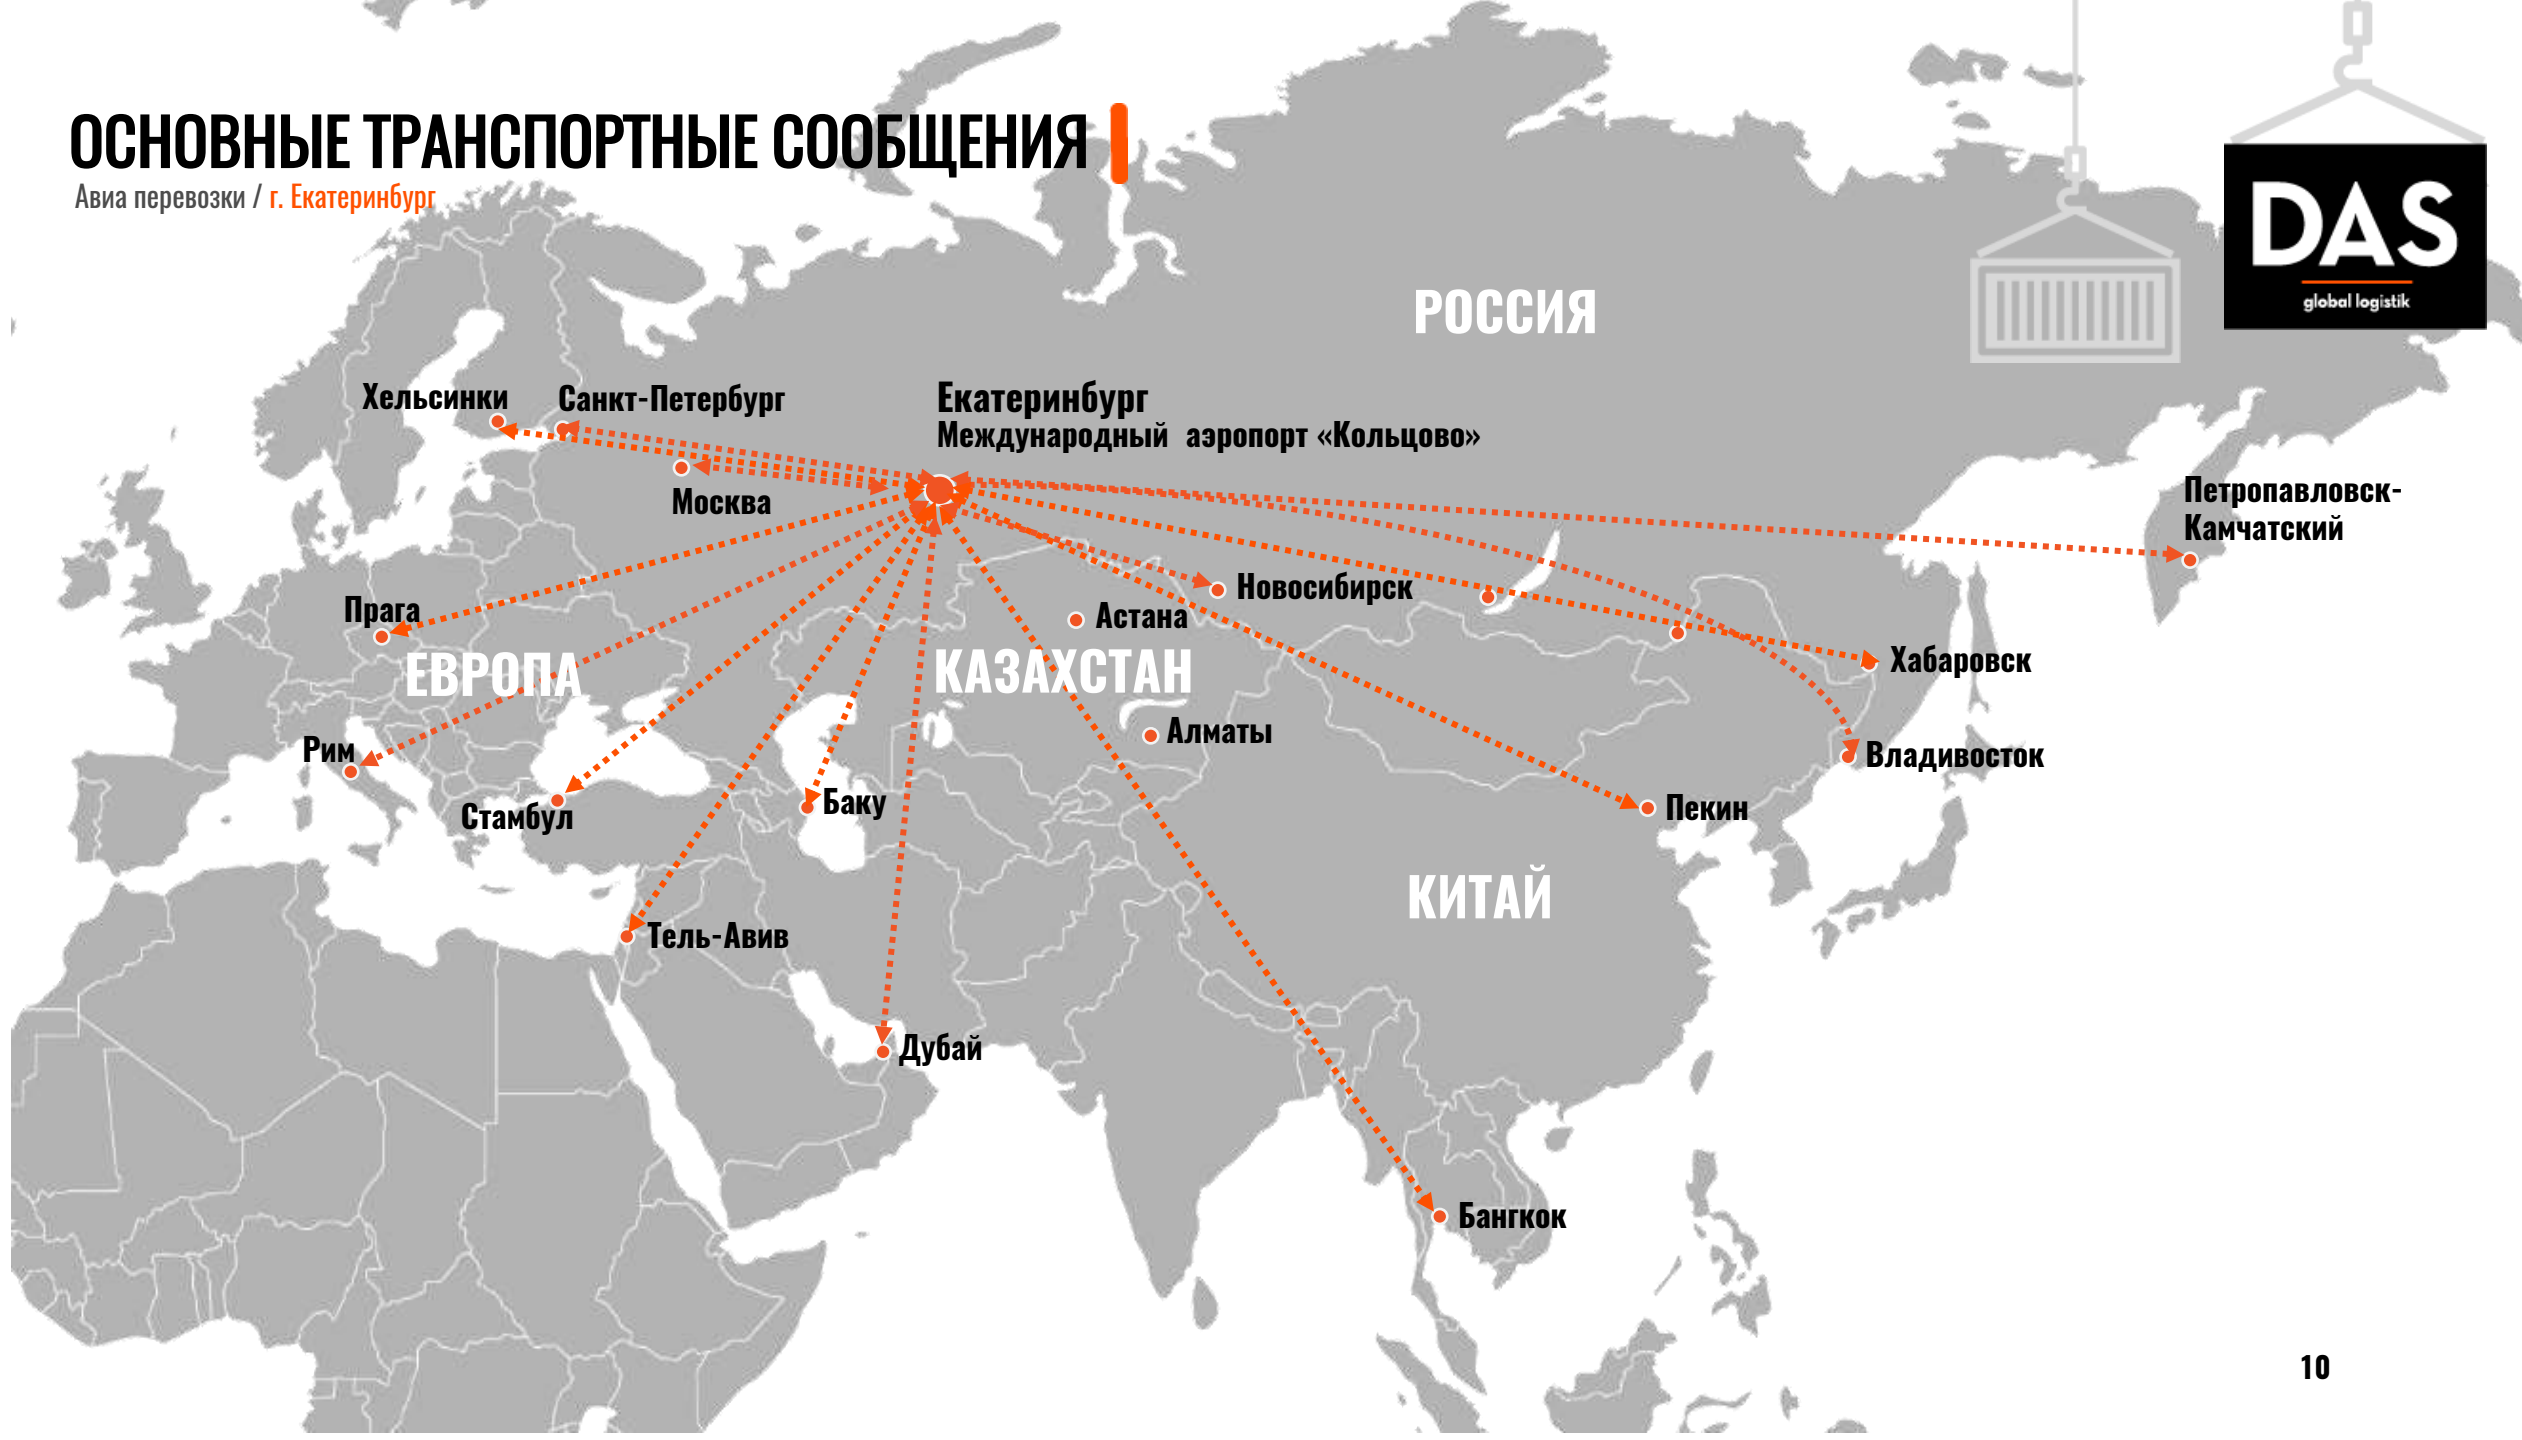 ОСНОВНЫЕ ТРАНСПОРТНЫЕ СООБЩЕНИЯ
Авиа перевозки / г. Екатеринбург
DAS
global logistik
РОССИЯ
Хельсинки
Санкт-Петербург
Екатеринбург
Международный аэропорт «Кольцово»
Москва
Петропавловск-
Камчатский
Новосибирск
Прага
Астана
ЕВРОПА
КАЗАХСТАН
Хабаровск
Рим
Алматы
Владивосток
Стамбул
Баку
Пекин
КИТАЙ
Тель-Авив
Дубай
Бангкок
10